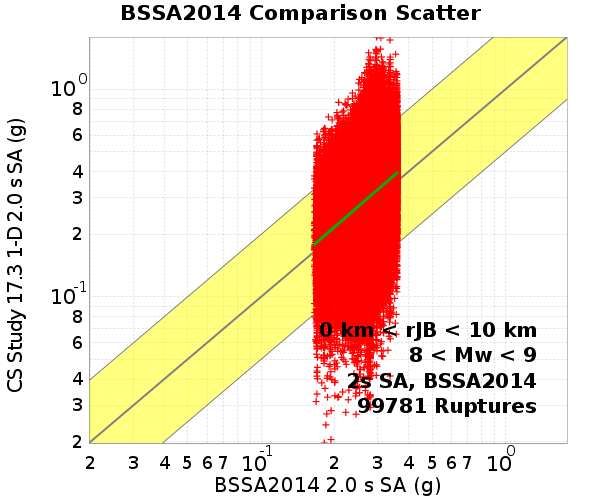 BSSA2014 Comparison Scatter
CS Study 17.3 1-D 2.0 s SA (g)
10^0
8
6
4
3
2
10^-1
8
6
4
3
2
0 km < rJB < 10 km
8 < Mw < 9
2s SA, BSSA2014
99781 Ruptures
2 3 4 5 6 7 10^-1 2 3 4 5 6 7 10^0
BSSA2014 2.0 s SA (g)